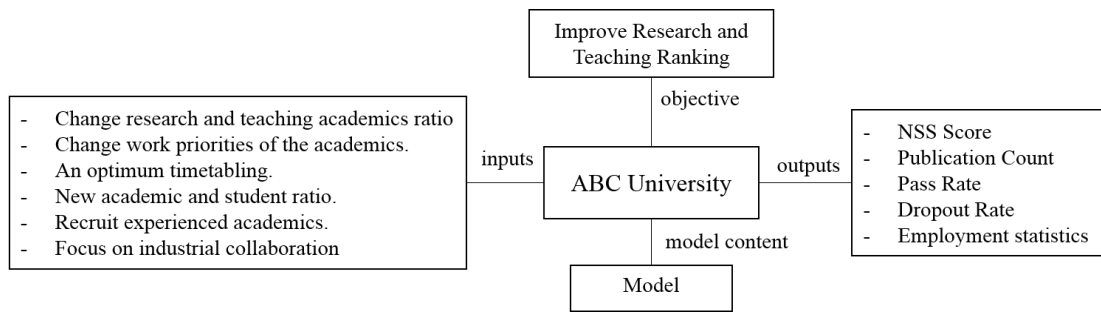 Improve Research and
Teaching Ranking
objective
- Change research and teaching academics ratio
- Change work priorities of the academics.
- An optimum timetabling.
- New academic and student ratio.
- Recruit experienced academics.
- Focus on industrial collaboration
inputs
ABC University
outputs
- NSS Score
- Publication Count
- Pass Rate
- Dropout Rate
- Employment statistics
model content
Model